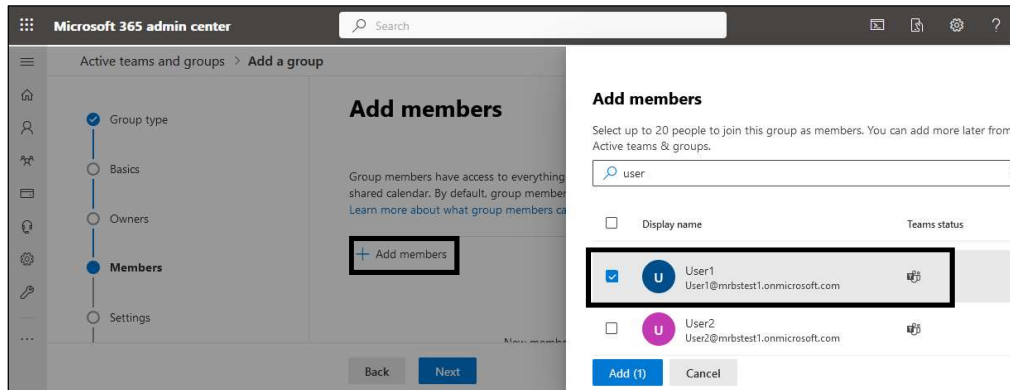 Microsoft 365 admin center
Search
?
Active teams and groups > Add a group
Group type
Basics
Owners
Members
Settings
Add members
Group members have access to everything
shared calendar. By default, group member
Learn more about what group members ca
+ Add members
Back
Next
Add members
Select up to 20 people to join this group as members. You can add more later from
Active teams & groups.
user
Display name Teams status
U User1
User1@mrbstest1.onmicrosoft.com
U User2
User2@mrbstest1.onmicrosoft.com
Add (1)
Cancel